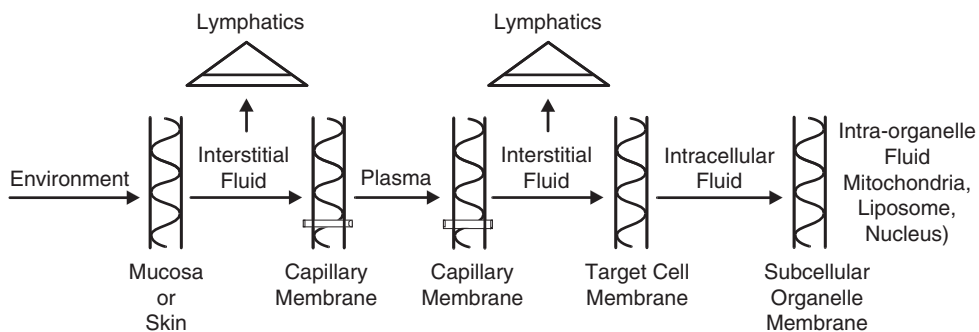 Lymphatics
Lymphatics
Environment
Interstitial
Fluid
Plasma
Interstitial
Fluid
Intracellular
Fluid
Intra-organelle
Fluid
Mitochondria,
Liposome,
Nucleus)
Mucosa
or
Skin
Capillary
Membrane
Capillary
Membrane
Target Cell
Membrane
Subcellular
Organelle
Membrane